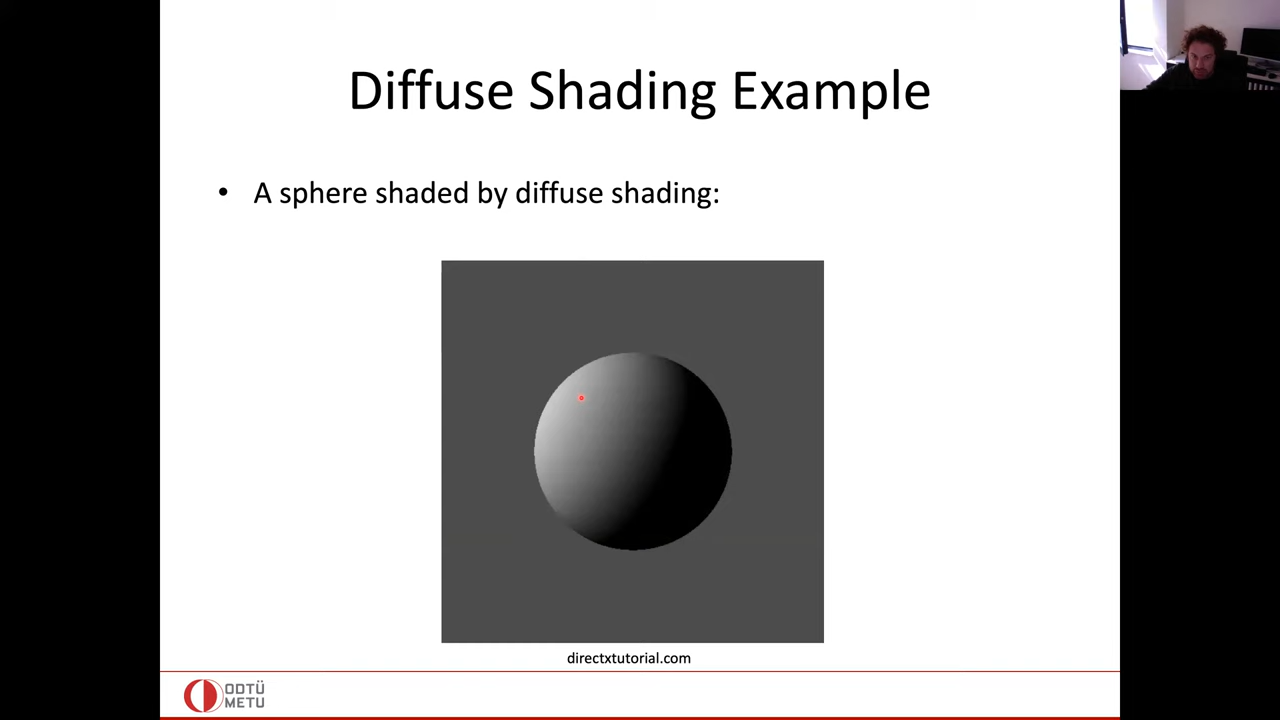 Diffuse Shading Example
• A sphere shaded by diffuse shading:
directxtutorial.com
ODTÜ
METU